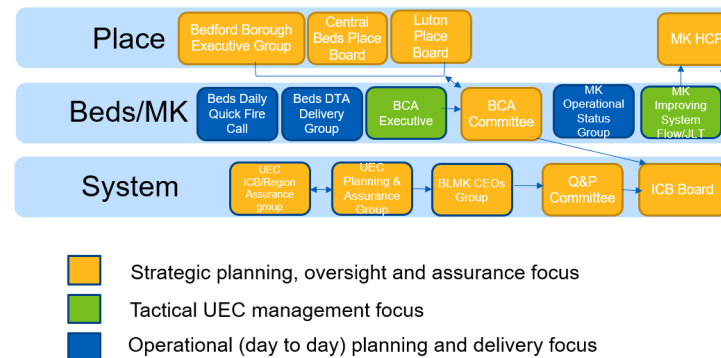 Place
Bedford Borough
Executive Group
Central
Beds Place
Board
Luton
Place
Board
MK HCP
Beds/MK
Beds Daily
Quick Fire
Call
Beds DTA
Delivery
Group
BCA
Executive
BCA
Committee
MK
Operational
Status
Group
MK
Improving
System
Flow/JLT
System
UEC
ICB/Region
Assurance
group
UEC
Planning &
Assurance
Group
BLMK CEOs
Group
Q&P
Committee
ICB Board
Strategic planning, oversight and assurance focus
Tactical UEC management focus
Operational (day to day) planning and delivery focus